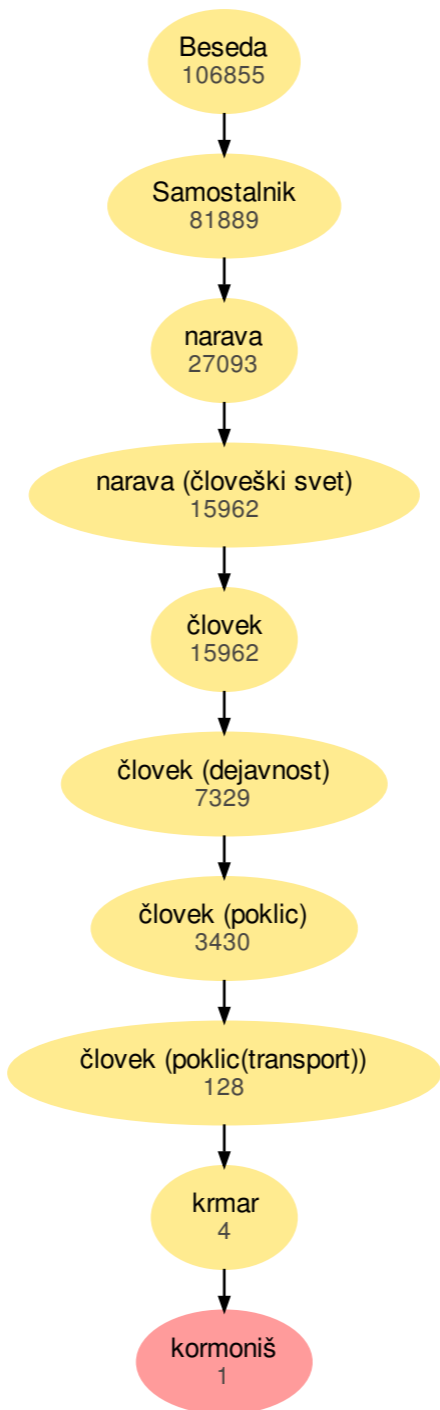 Beseda
106855
Samostalnik
81889
narava
27093
narava (človeški svet)
15962
človek
15962
človek (dejavnost)
7329
človek (poklic)
3430
človek (poklic(transport))
128
krmar
4
kormoniš
1